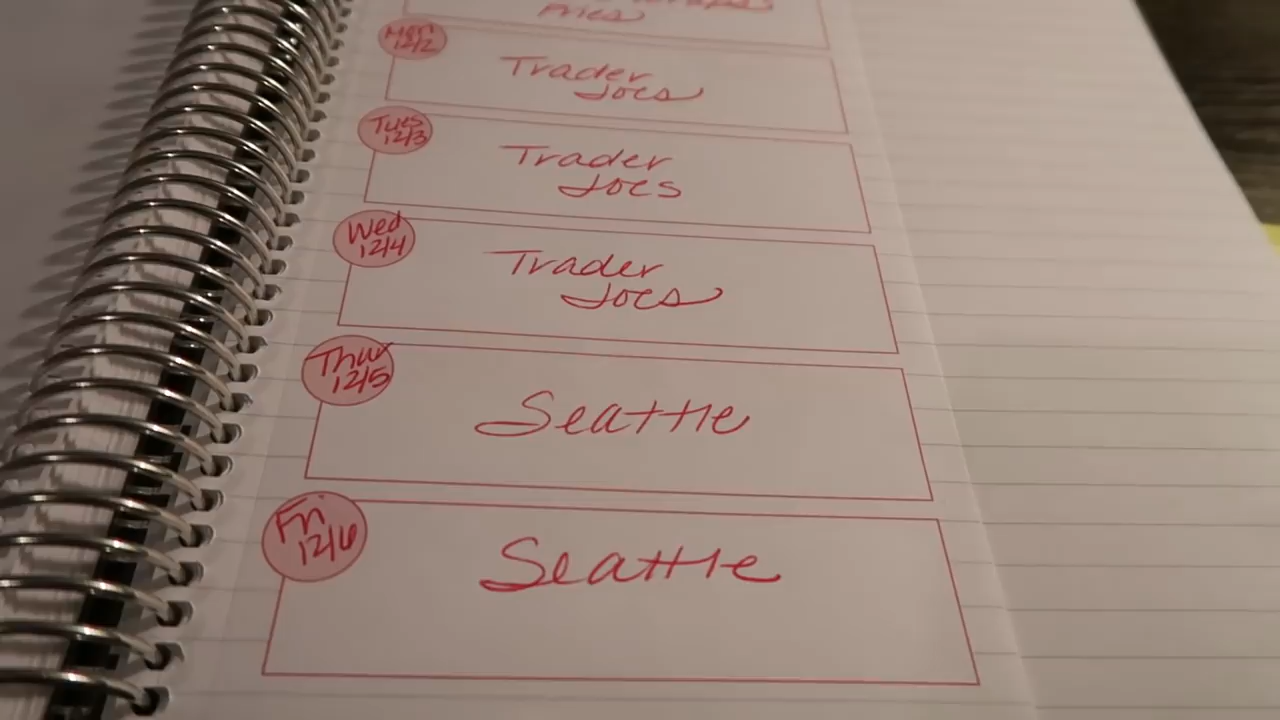 Fries
Mon
12/2
Trader
Joes
Tues
12/3
Trader
Joes
Wed
12/4
Trader
Joes
Thur
12/5
Seattle
Fri
12/6
Seattle